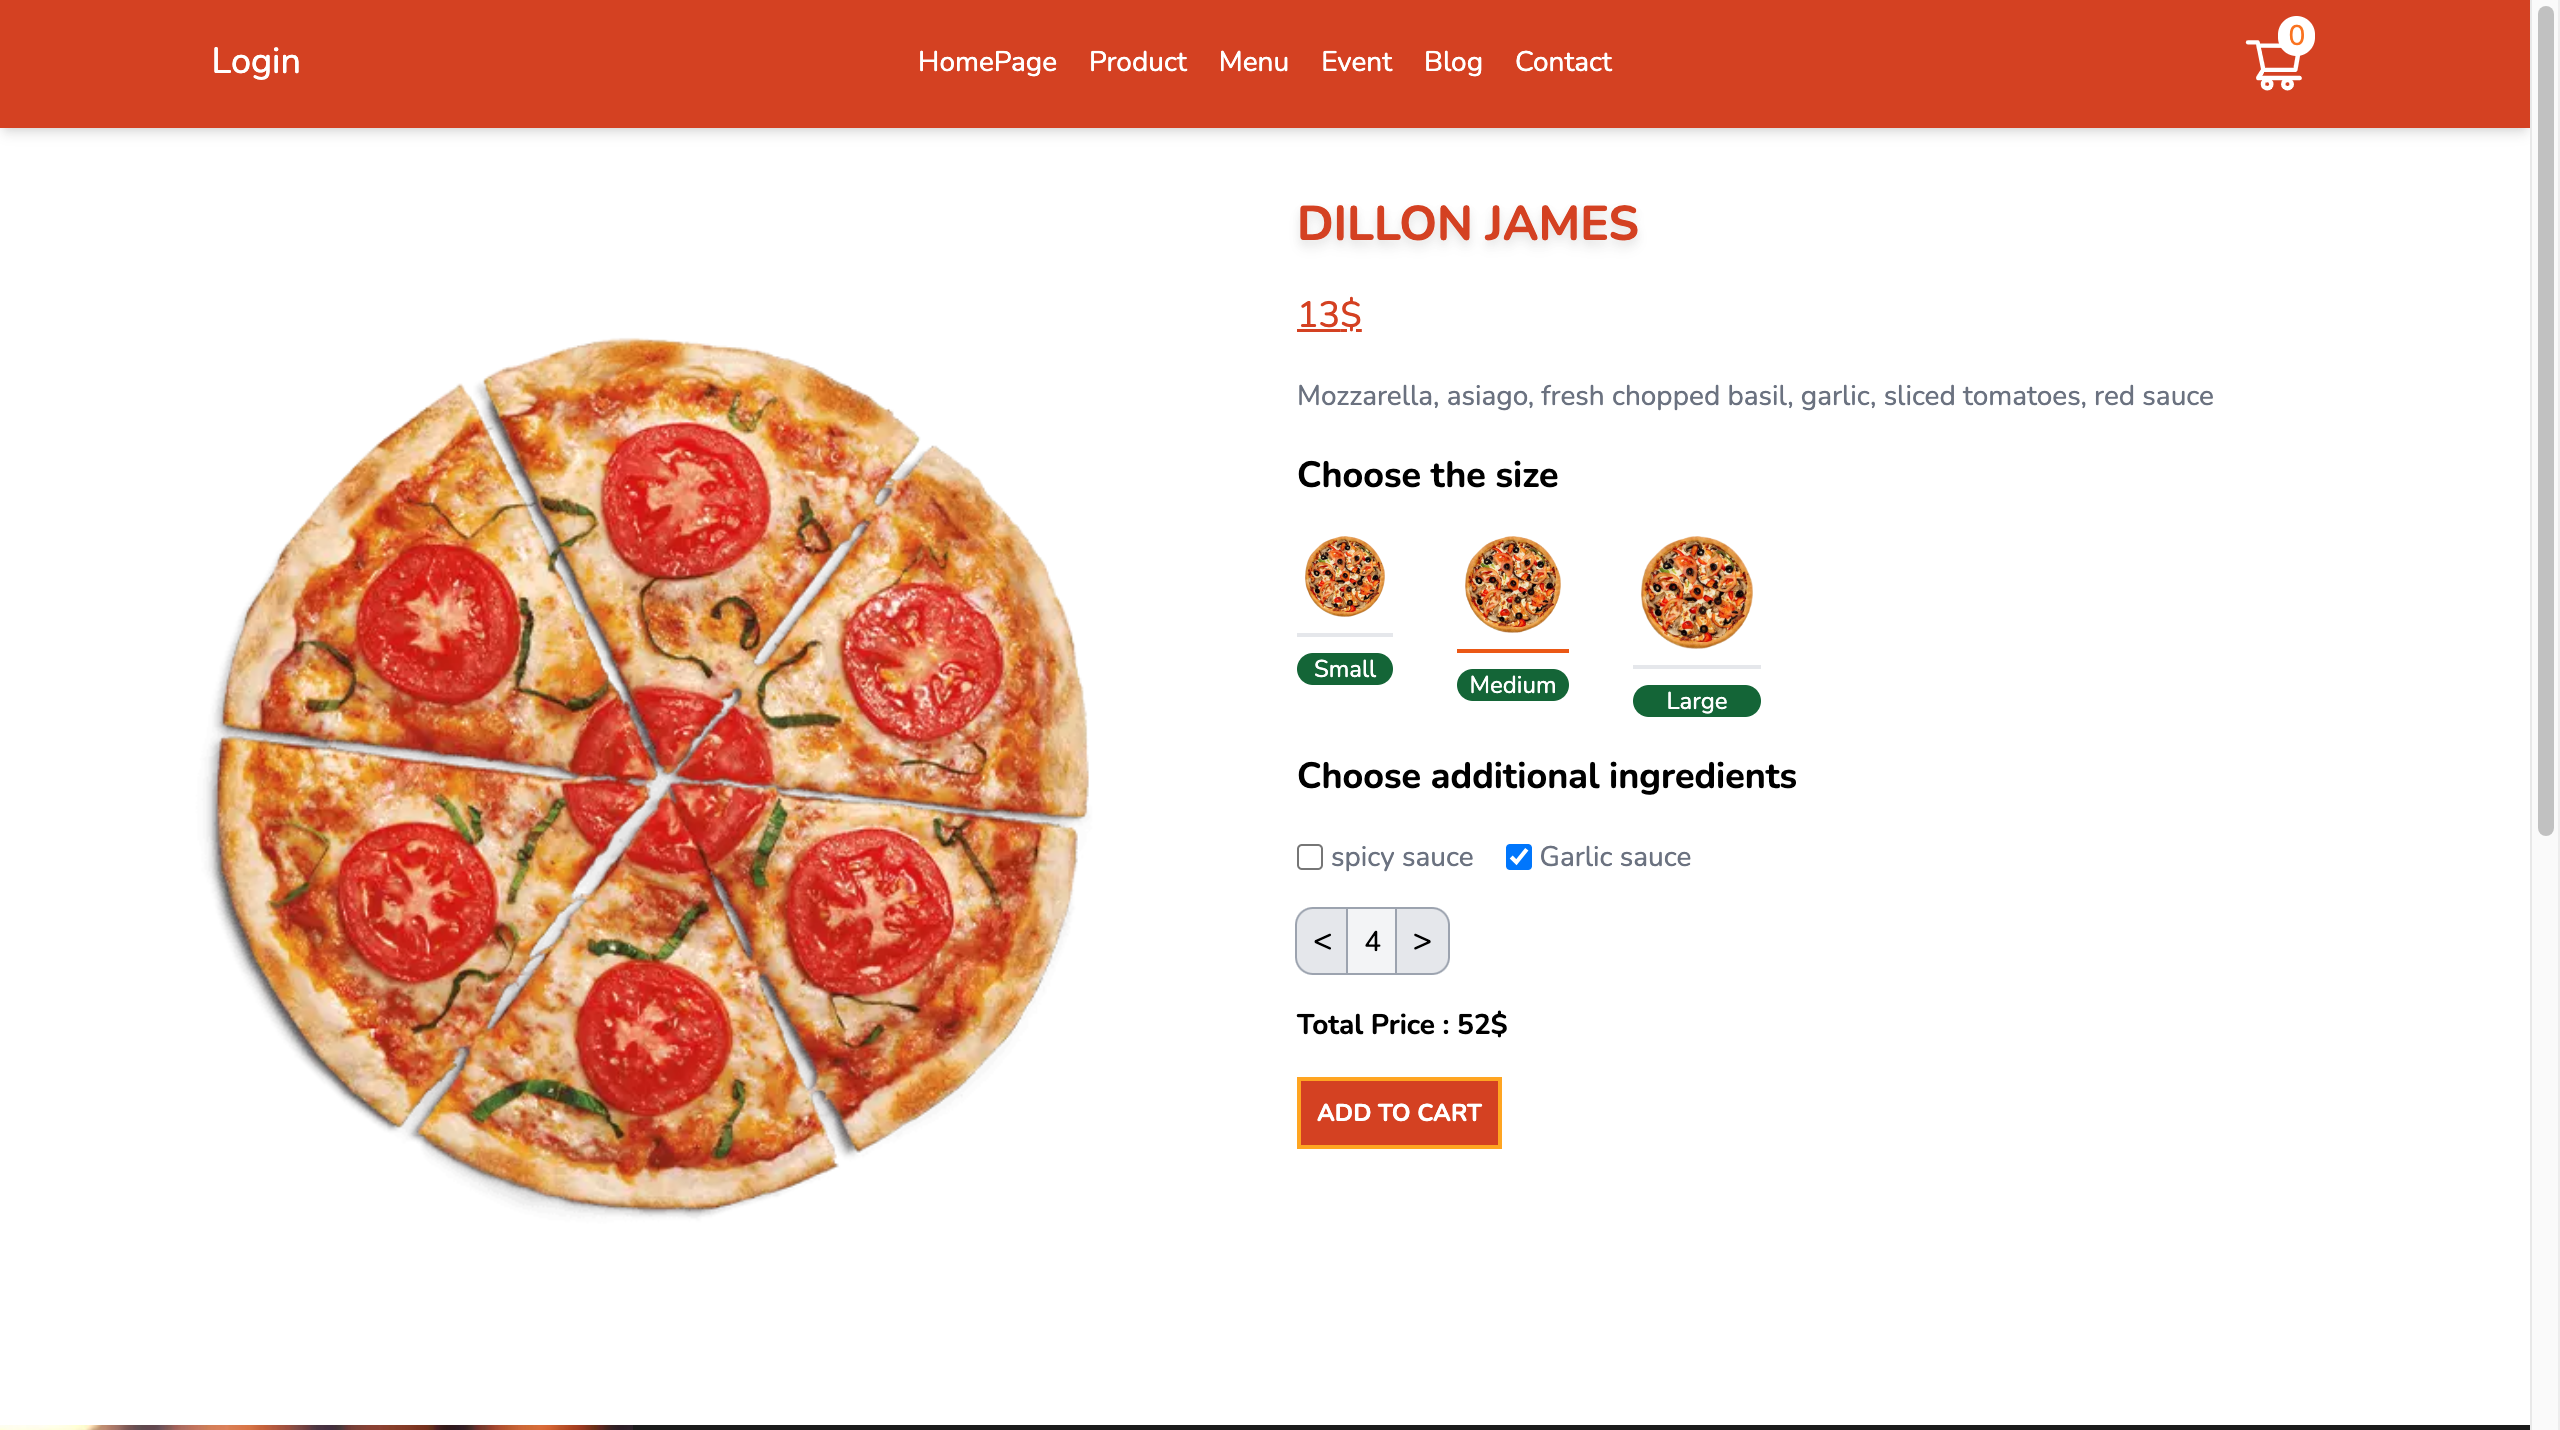 Login
HomePage Product Menu Event Blog Contact
0
DILLON JAMES
13$
Mozzarella, asiago, fresh chopped basil, garlic, sliced tomatoes, red sauce
Choose the size
Small
Medium
Large
Choose additional ingredients
spicy sauce Garlic sauce
< 4 >
Total Price : 52$
ADD TO CART